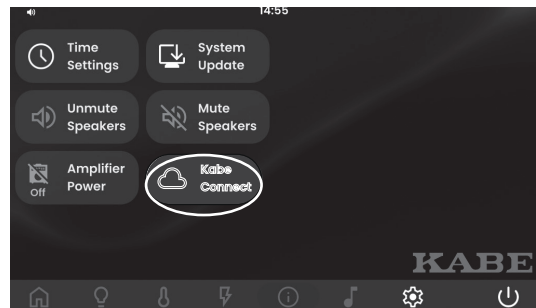 14:55
Time
Settings
System
Update
Unmute
Speakers
Mute
Speakers
Amplifier
Power
Off
Kabe
Connect
KABE